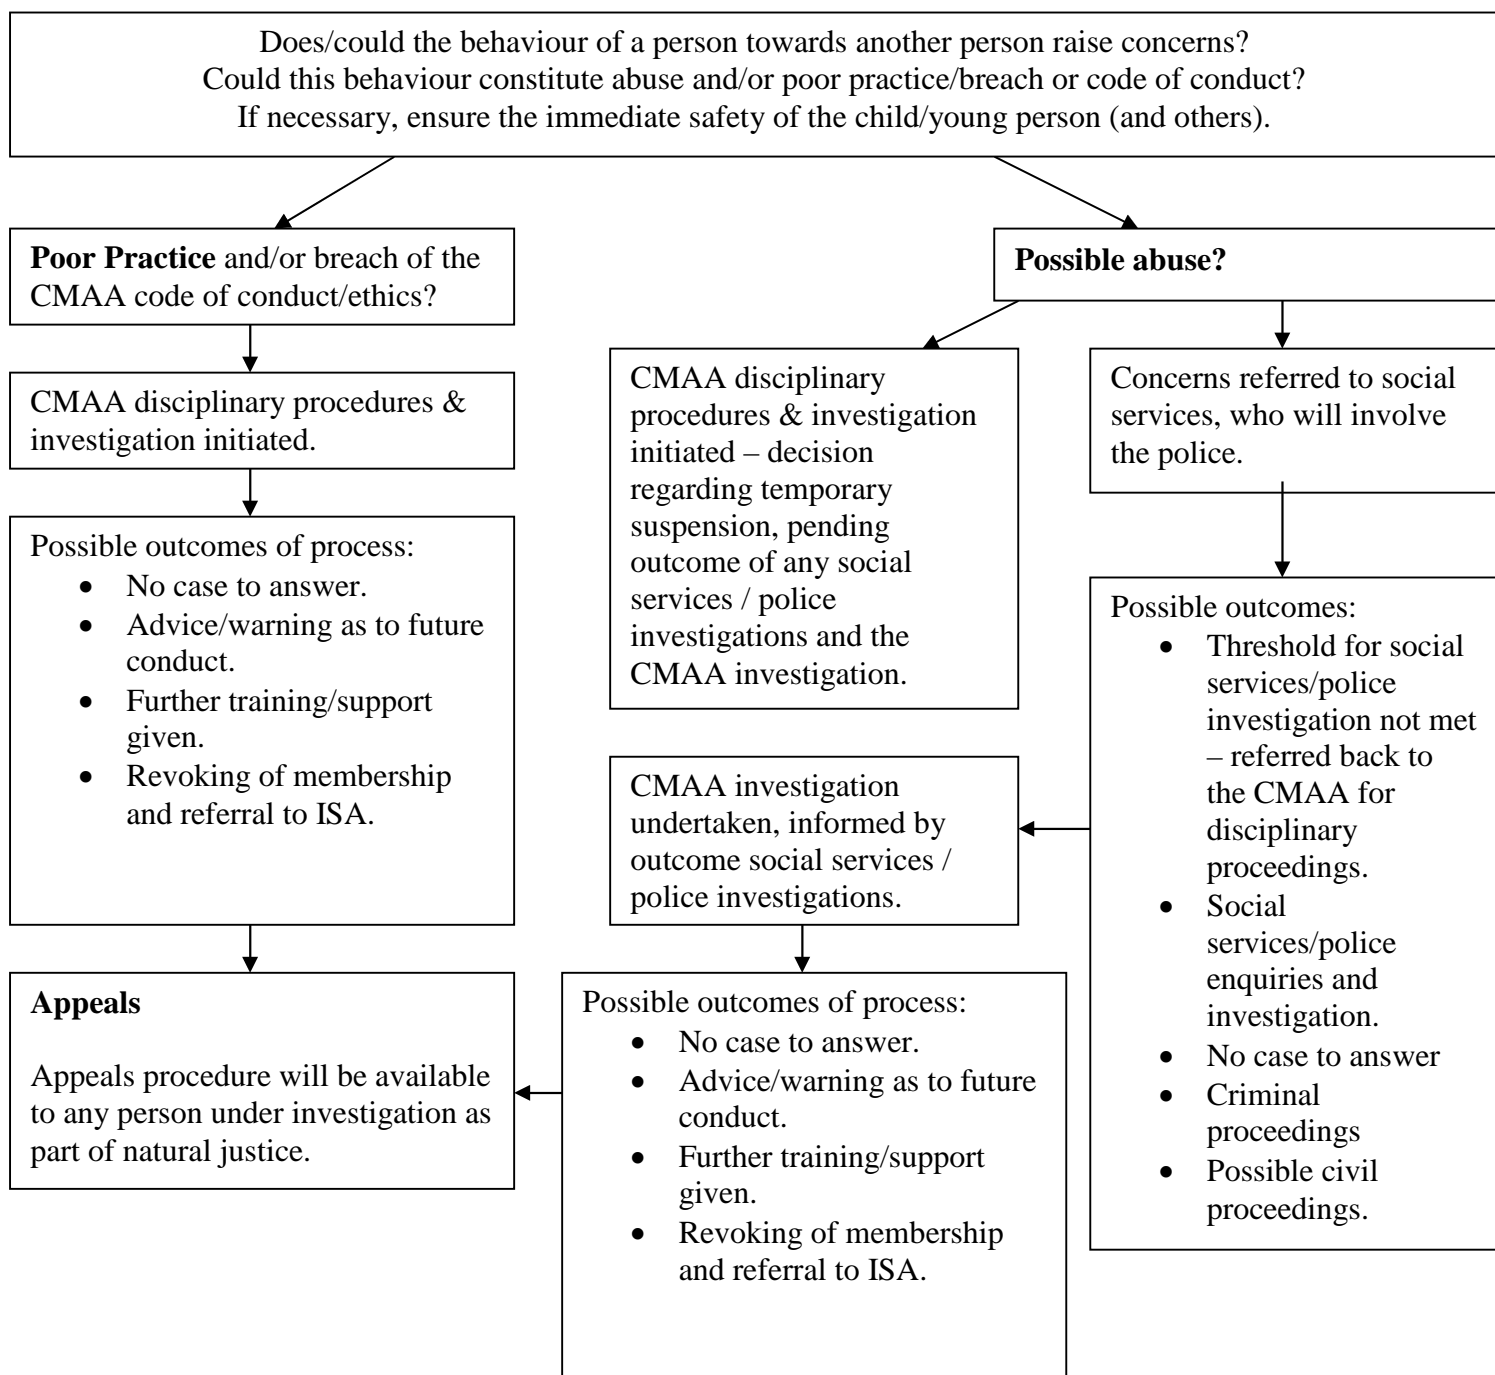 Does/could the behaviour of a person towards another person raise concerns?
Could this behaviour constitute abuse and/or poor practice/breach or code of conduct?
If necessary, ensure the immediate safety of the child/young person (and others).
Poor Practice and/or breach of the
CMAA code of conduct/ethics?
CMAA disciplinary procedures &
investigation initiated.
Possible outcomes of process:
• No case to answer.
• Advice/warning as to future
conduct.
• Further training/support
given.
• Revoking of membership
and referral to ISA.
Appeals
Appeals procedure will be available
to any person under investigation as
part of natural justice.
Possible abuse?
CMAA disciplinary
procedures & investigation
initiated – decision
regarding temporary
suspension, pending
outcome of any social
services / police
investigations and the
CMAA investigation.
Concerns referred to social
services, who will involve
the police.
Possible outcomes:
• Threshold for social
services/police
investigation not met
– referred back to
the CMAA for
disciplinary
proceedings.
• Social
services/police
enquiries and
investigation.
• No case to answer
• Criminal
proceedings
• Possible civil
proceedings.
CMAA investigation
undertaken, informed by
outcome social services /
police investigations.
Possible outcomes of process:
• No case to answer.
• Advice/warning as to future
conduct.
• Further training/support
given.
• Revoking of membership
and referral to ISA.